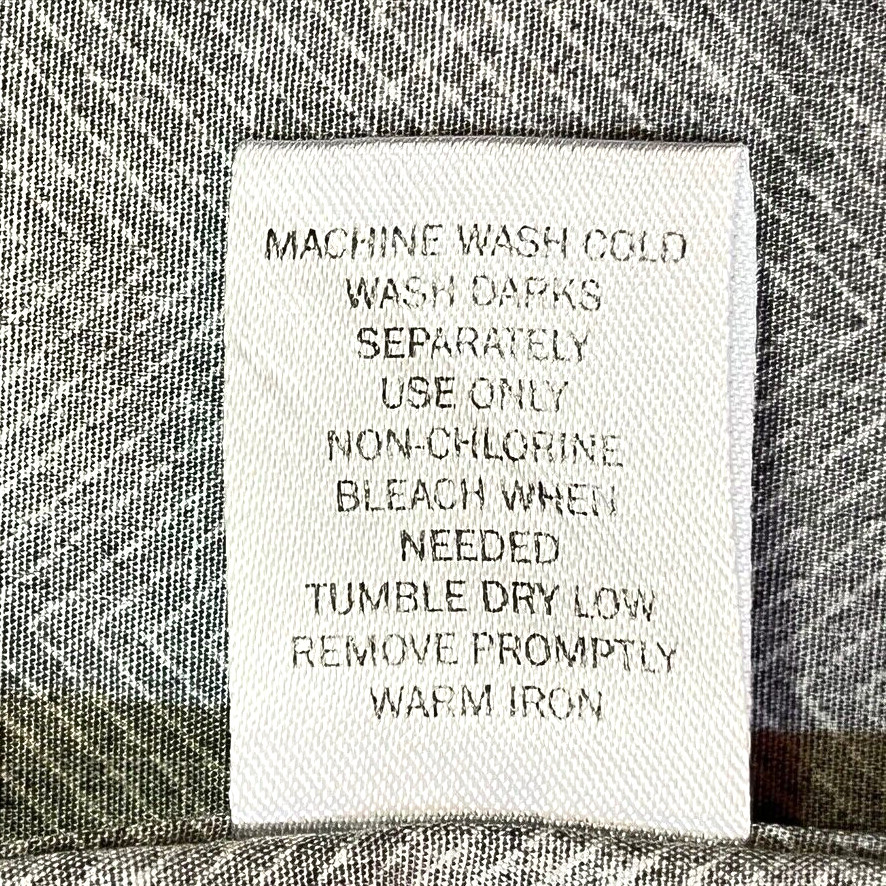 MACHINE WASH COLD
WASH DARKS
SEPARATELY
USE ONLY
NON-CHLORINE
BLEACH WHEN
NEEDED
TUMBLE DRY LOW
REMOVE PROMPTLY
WARM IRON